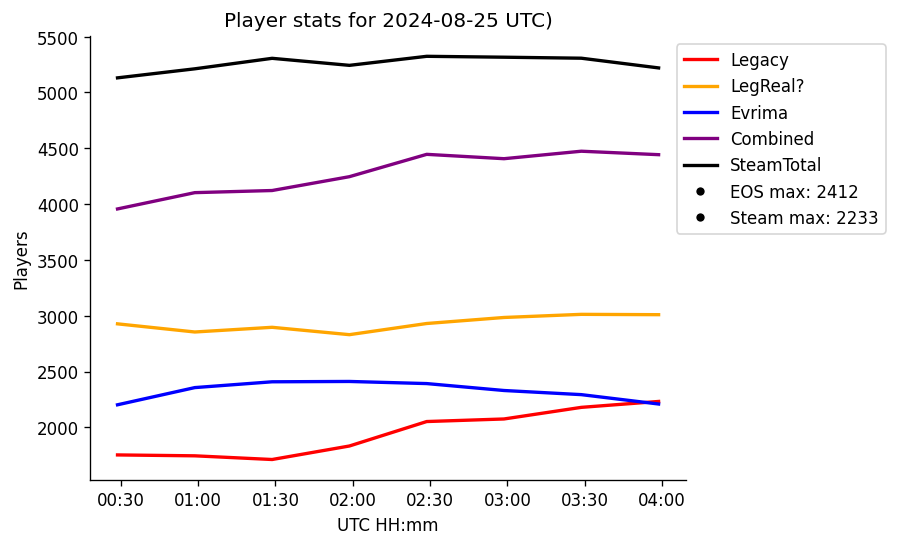 Player stats for 2024-08-25 UTC)
5500
5000
4500
4000
3500
3000
2500
2000
Players
00:30 01:00 01:30 02:00 02:30 03:00 03:30 04:00
UTC HH:mm
Legacy
LegReal?
Evrima
Combined
SteamTotal
EOS max: 2412
Steam max: 2233